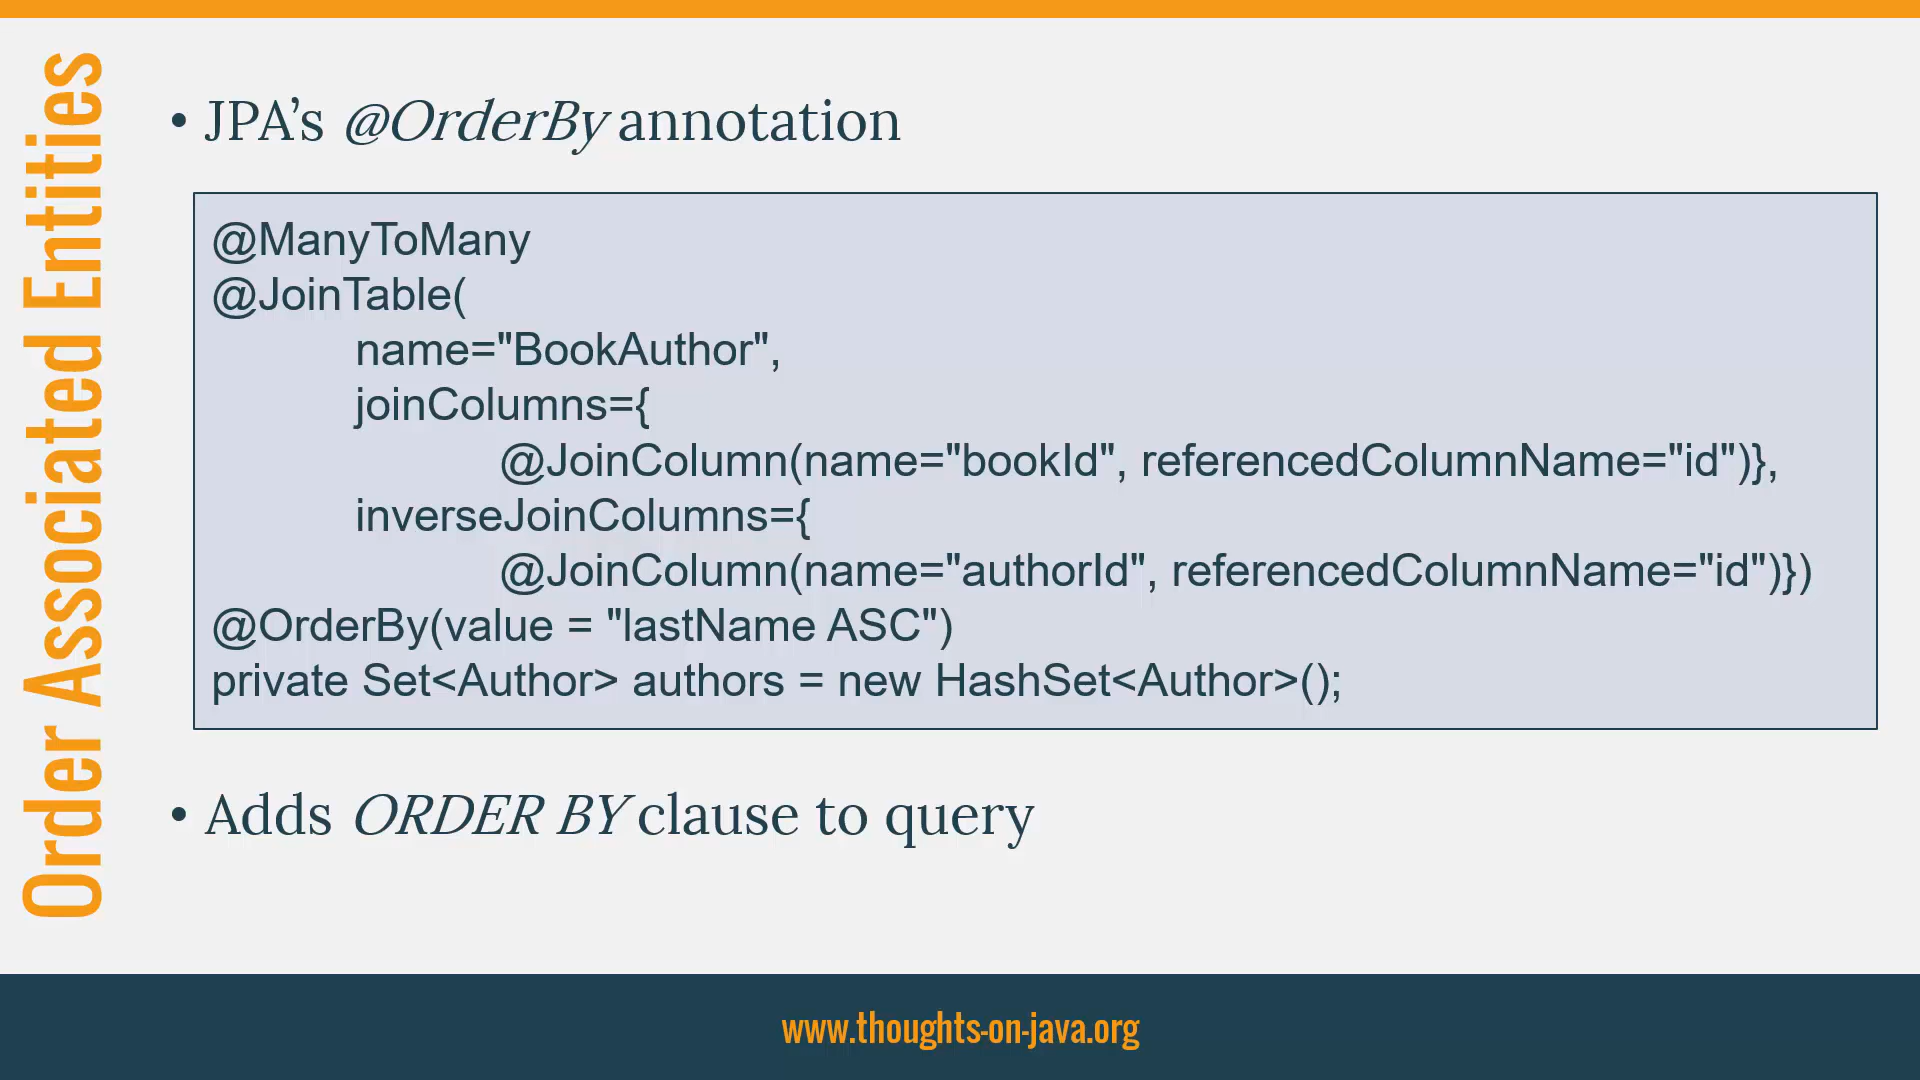 Order Associated Entities
• JPA’s @OrderBy annotation
@ManyToMany
@JoinTable(
name="BookAuthor",
joinColumns={
@JoinColumn(name="bookId", referencedColumnName="id")},
inverseJoinColumns={
@JoinColumn(name="authorId", referencedColumnName="id")})
@OrderBy(value = "lastName ASC")
private Set<Author> authors = new HashSet<Author>();
• Adds ORDER BY clause to query
www.thoughts-on-java.org